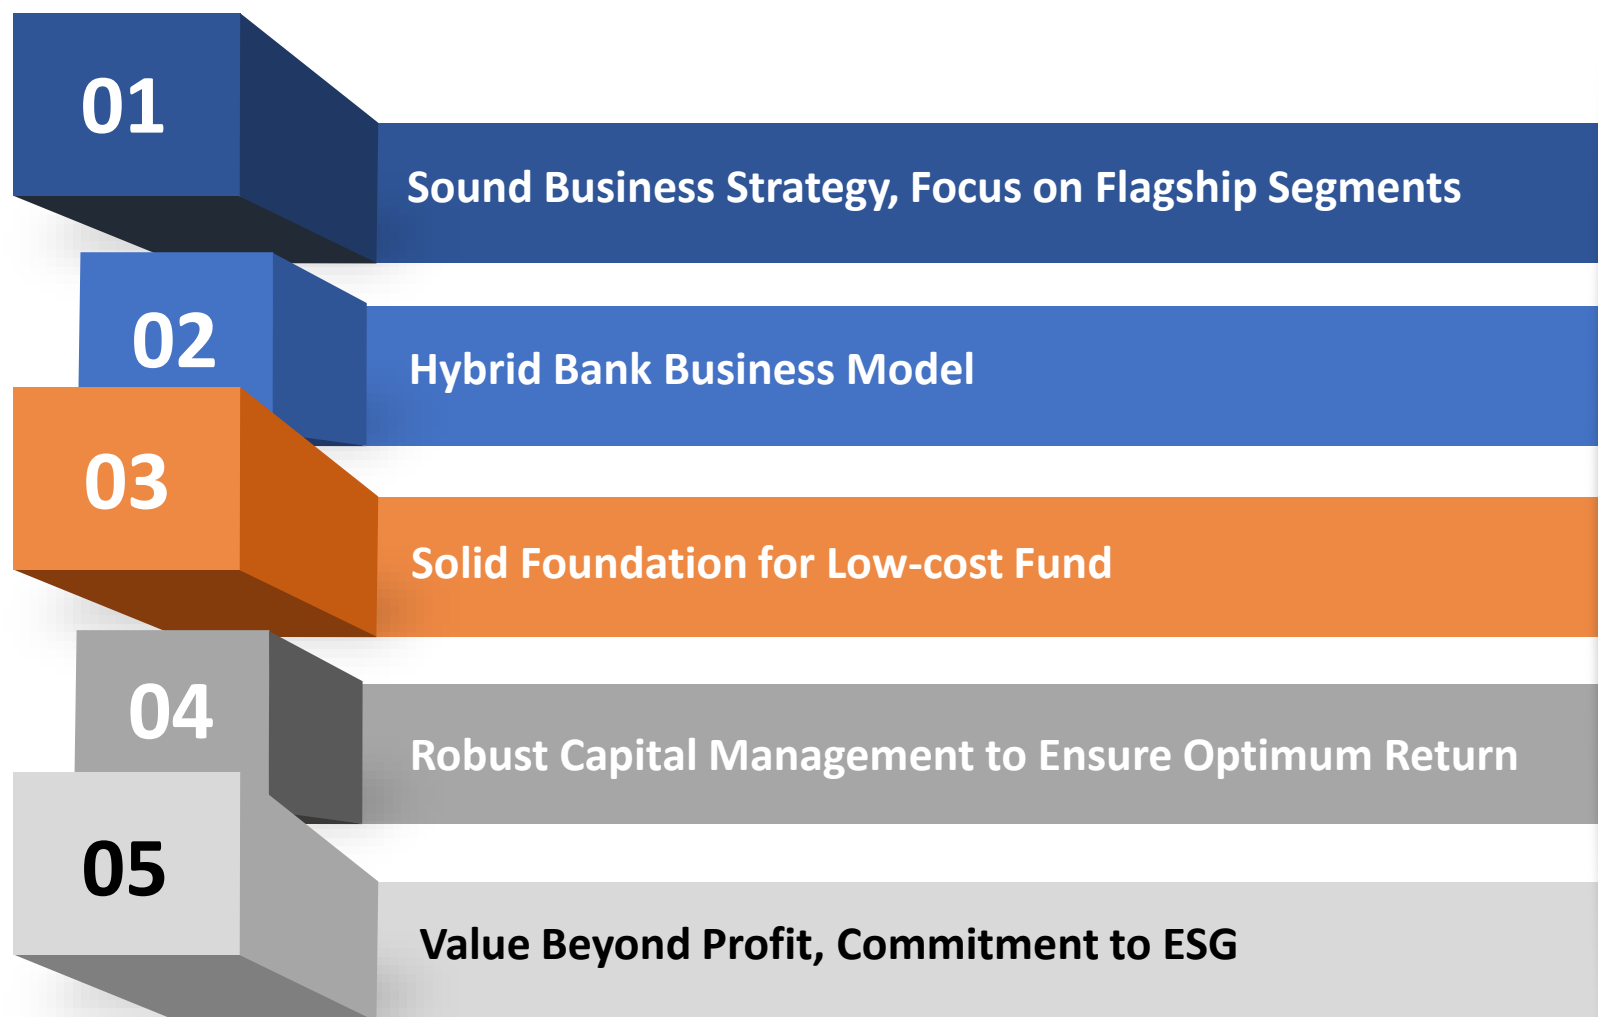 01
Sound Business Strategy, Focus on Flagship Segments
02
Hybrid Bank Business Model
03
Solid Foundation for Low-cost Fund
04
Robust Capital Management to Ensure Optimum Return
05
Value Beyond Profit, Commitment to ESG